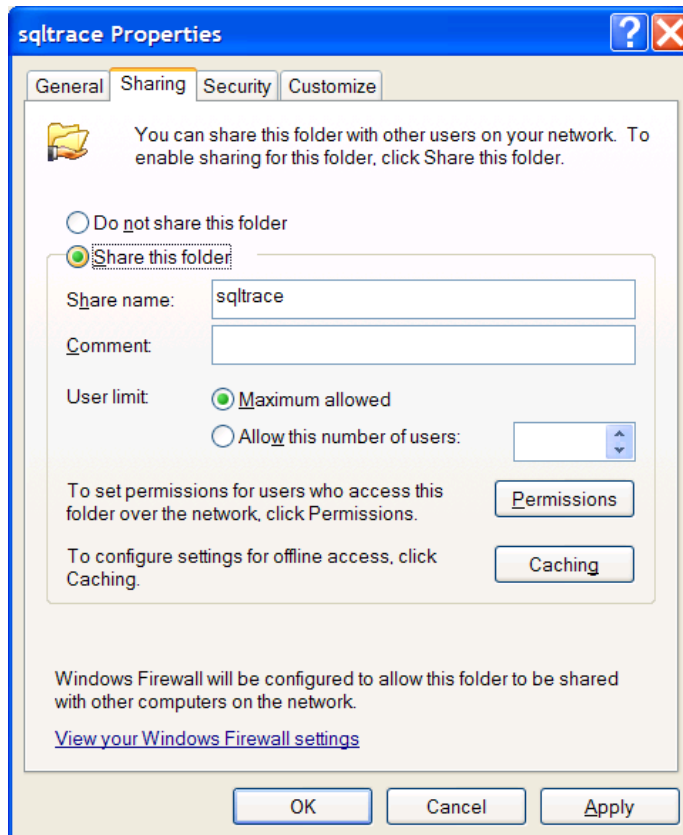 sqltrace Properties
General Sharing Security Customize
You can share this folder with other users on your network. To
enable sharing for this folder, click Share this folder.
Do not share this folder
Share this folder
Share name: sqltrace
Comment:
User limit: Maximum allowed
Allow this number of users:
To set permissions for users who access this
folder over the network, click Permissions.
Permissions
To configure settings for offline access, click
Caching.
Caching
Windows Firewall will be configured to allow this folder to be shared
with other computers on the network.
View your Windows Firewall settings
OK Cancel Apply